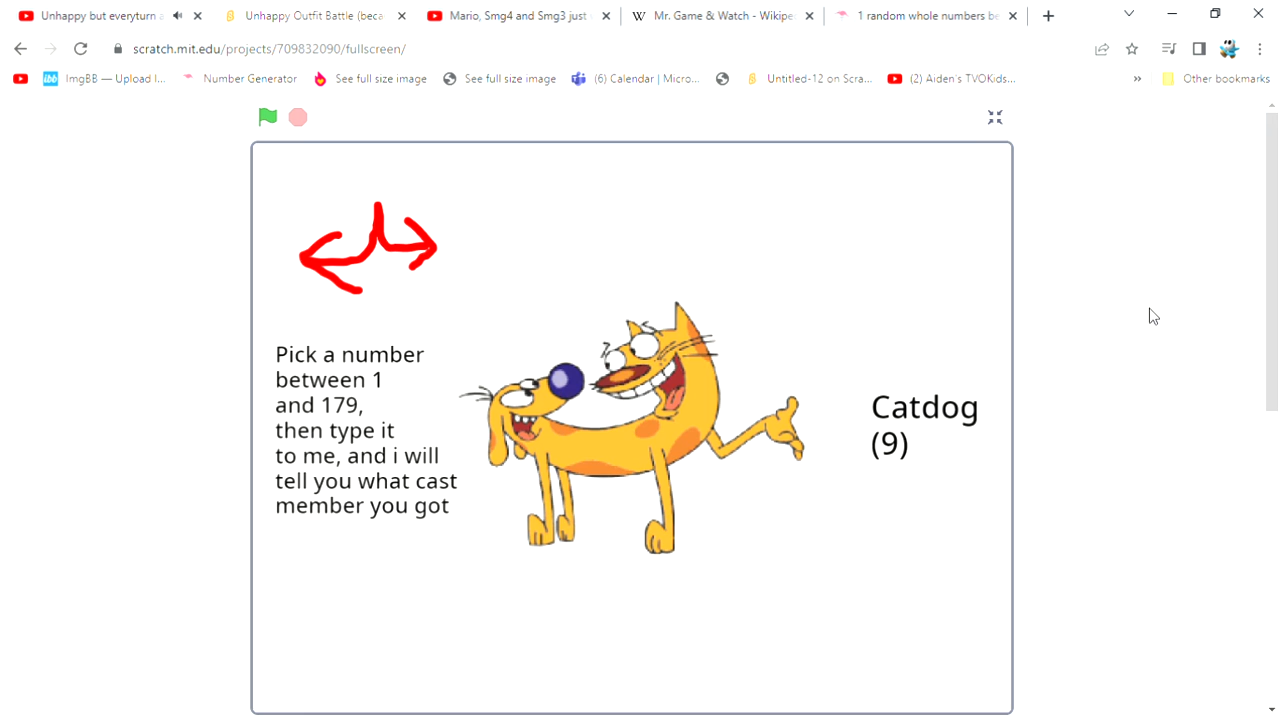 Unhappy but everyturn a
Unhappy Outfit Battle (beca
Mario, Smg4 and Smg3 just
Mr. Game & Watch - Wikipe
1 random whole numbers be
scratch.mit.edu/projects/709832090/fullscreen/
ImgBB — Upload I...
Number Generator
See full size image
See full size image
(6) Calendar | Micro...
Untitled-12 on Scra...
(2) Aiden's TVOKids...
»
Other bookmarks
Pick a number
between 1
and 179,
then type it
to me, and i will
tell you what cast
member you got
Catdog
(9)